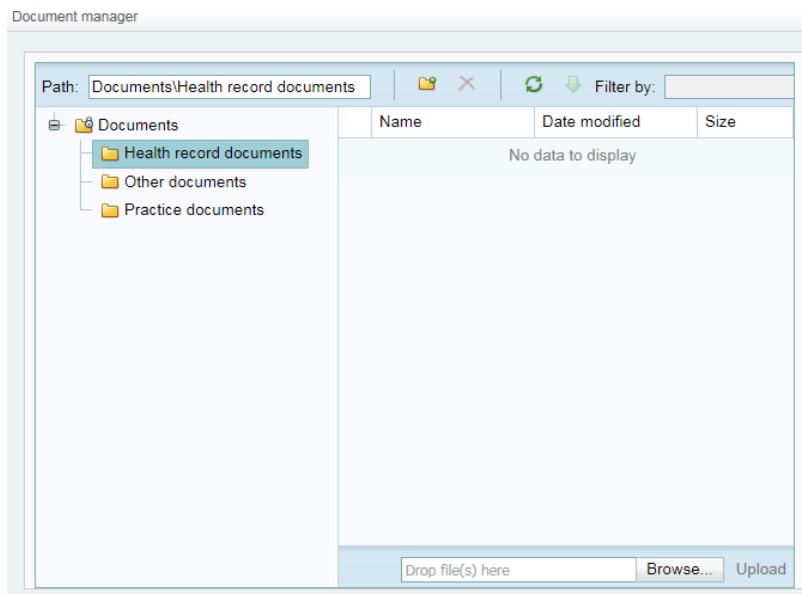 Document manager
Path: Documents\Health record documents Filter by:
Documents
Health record documents
Other documents
Practice documents
Name Date modified Size
No data to display
Drop file(s) here Browse... Upload